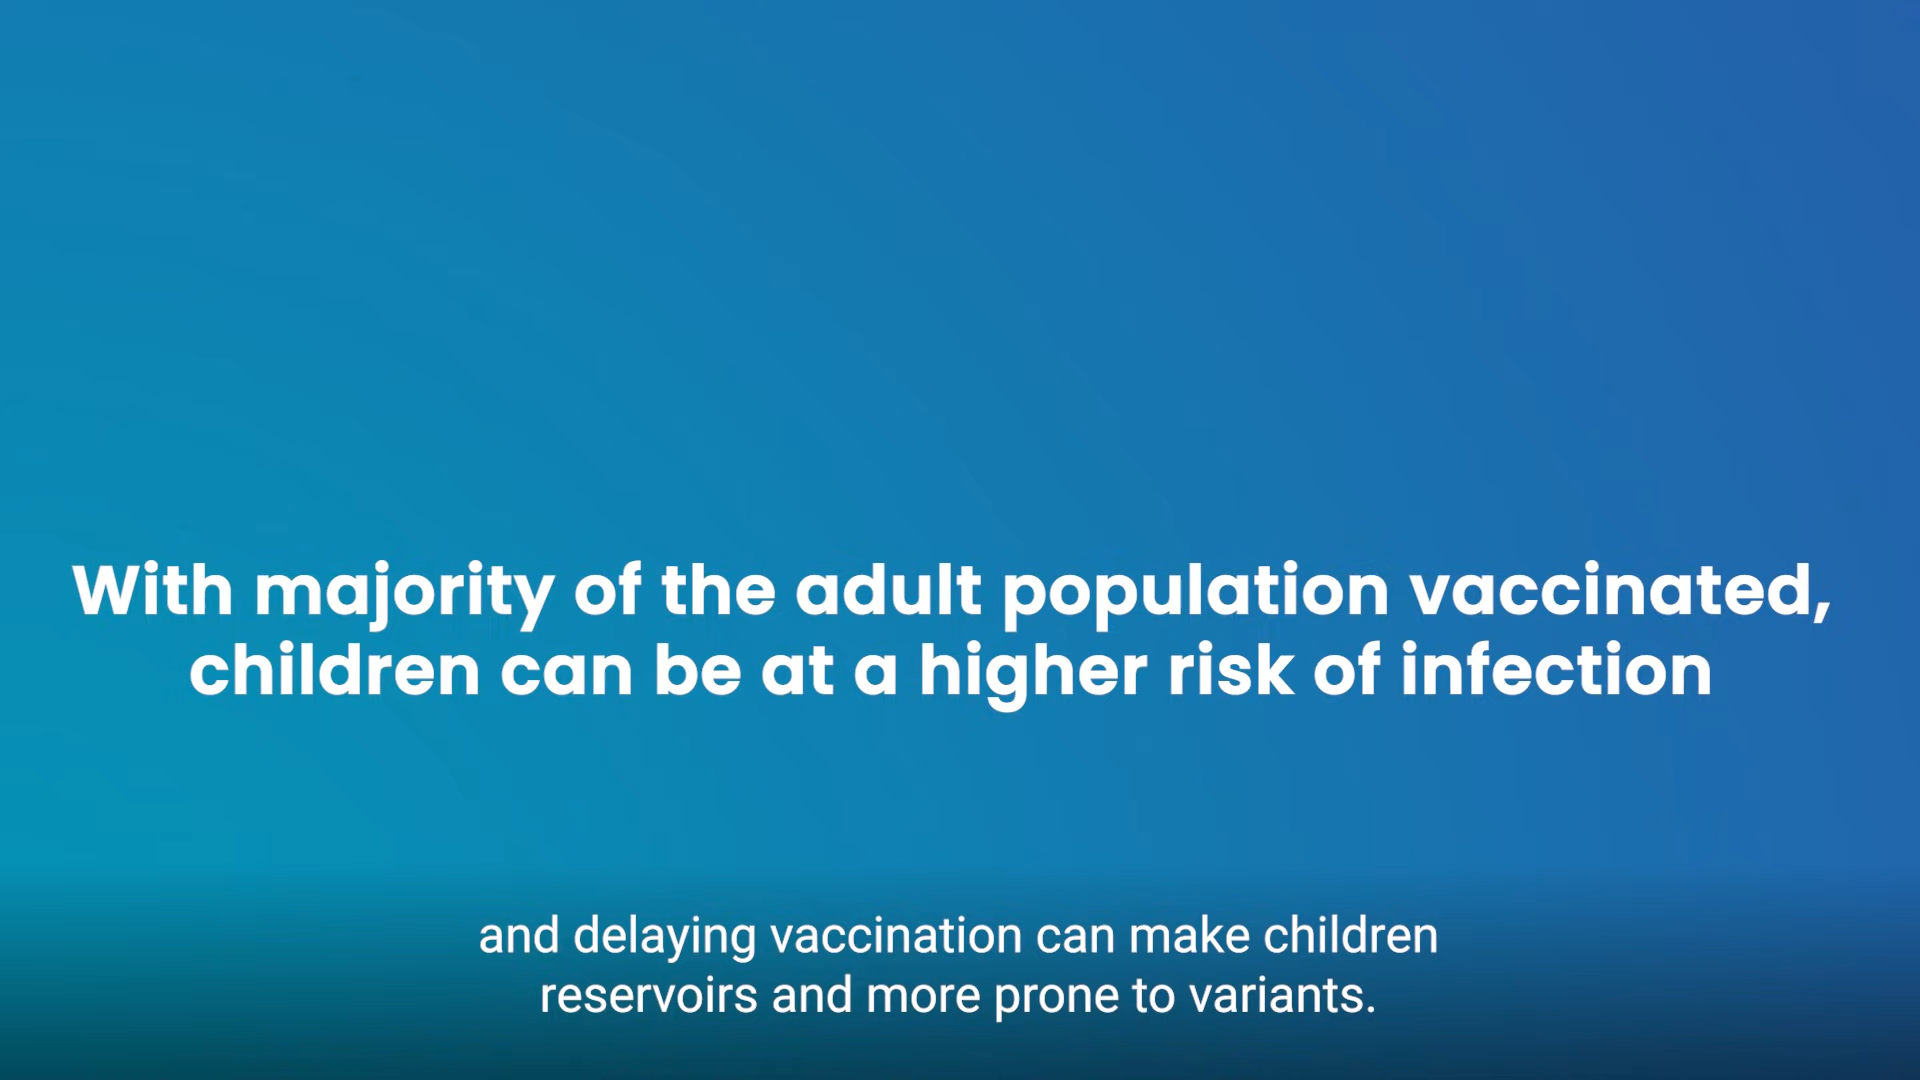 With majority of the adult population vaccinated,
children can be at a higher risk of infection
and delaying vaccination can make children
reservoirs and more prone to variants.